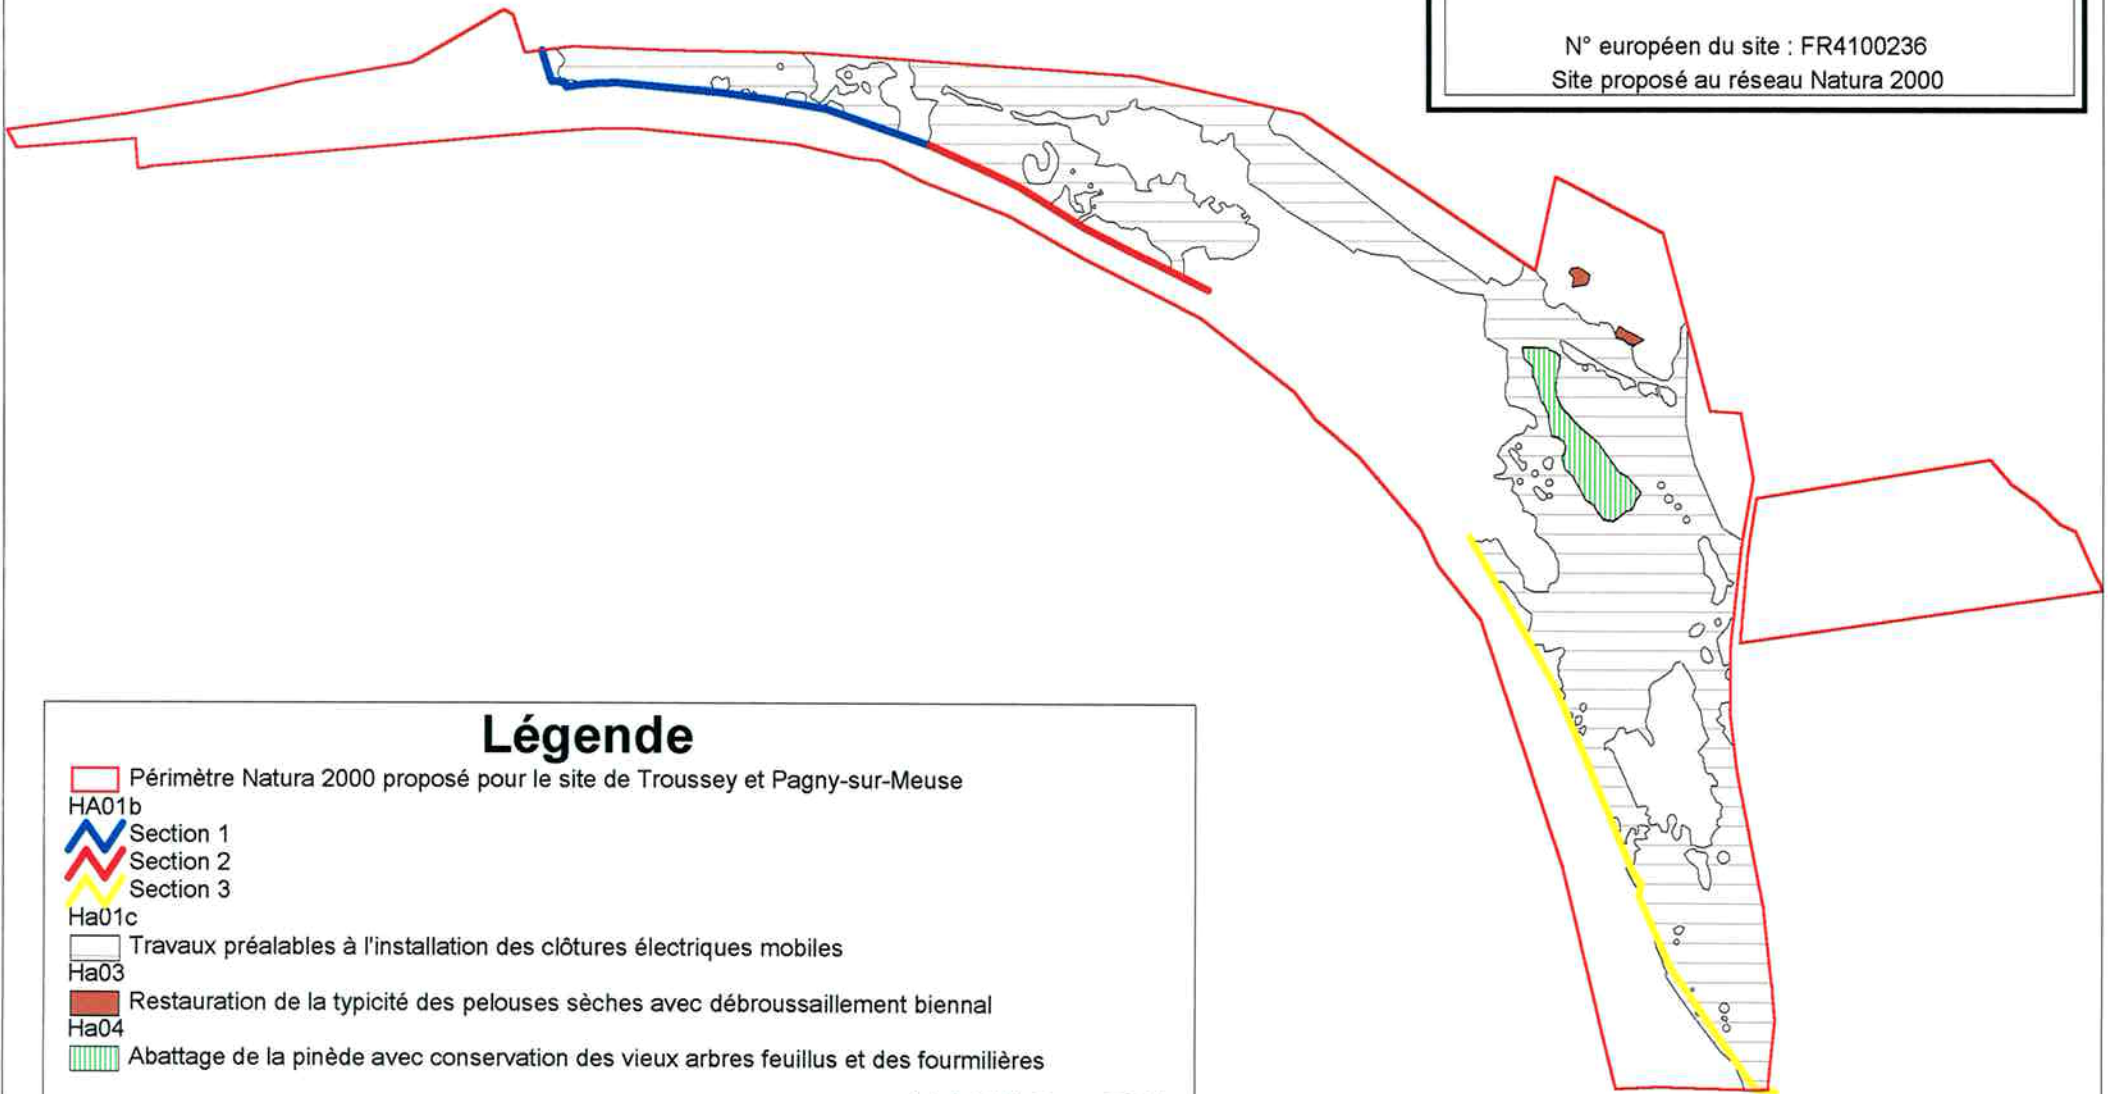 N° européen du site : FR4100236
Site proposé au réseau Natura 2000
Légende
Périmètre Natura 2000 proposé pour le site de Troussey et Pagny-sur-Meuse
HA01b
Section 1
Section 2
Section 3
Ha01c
Travaux préalables à l'installation des clôtures électriques mobiles
Ha03
Restauration de la typicité des pelouses sèches avec débroussaillement biennal
Ha04
Abattage de la pinède avec conservation des vieux arbres feuillus et des fourmilières